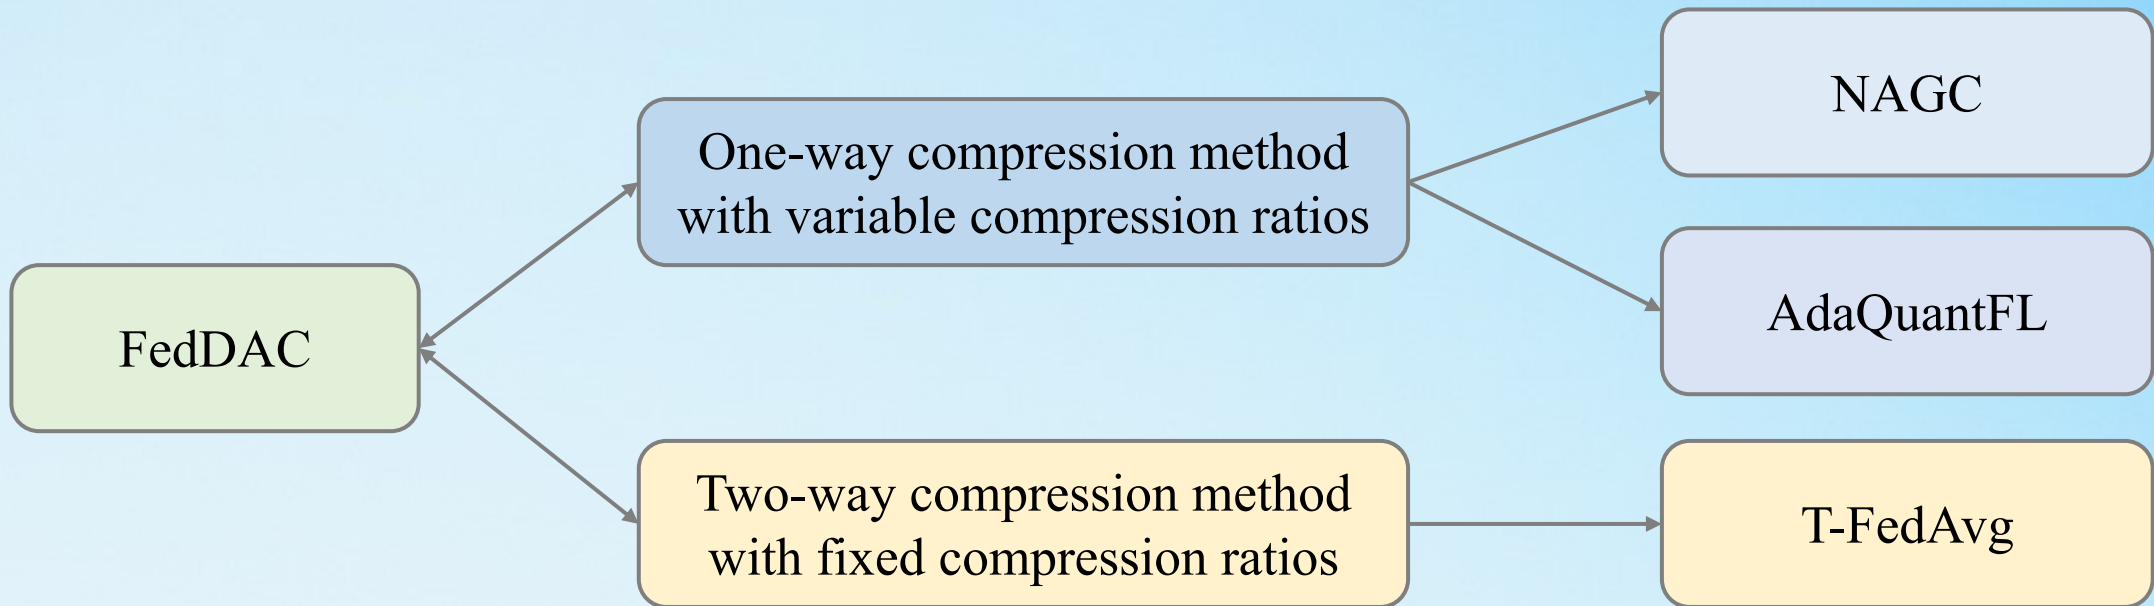 FedDAC
One-way compression method
with variable compression ratios
NAGC
AdaQuantFL
Two-way compression method
with fixed compression ratios
T-FedAvg